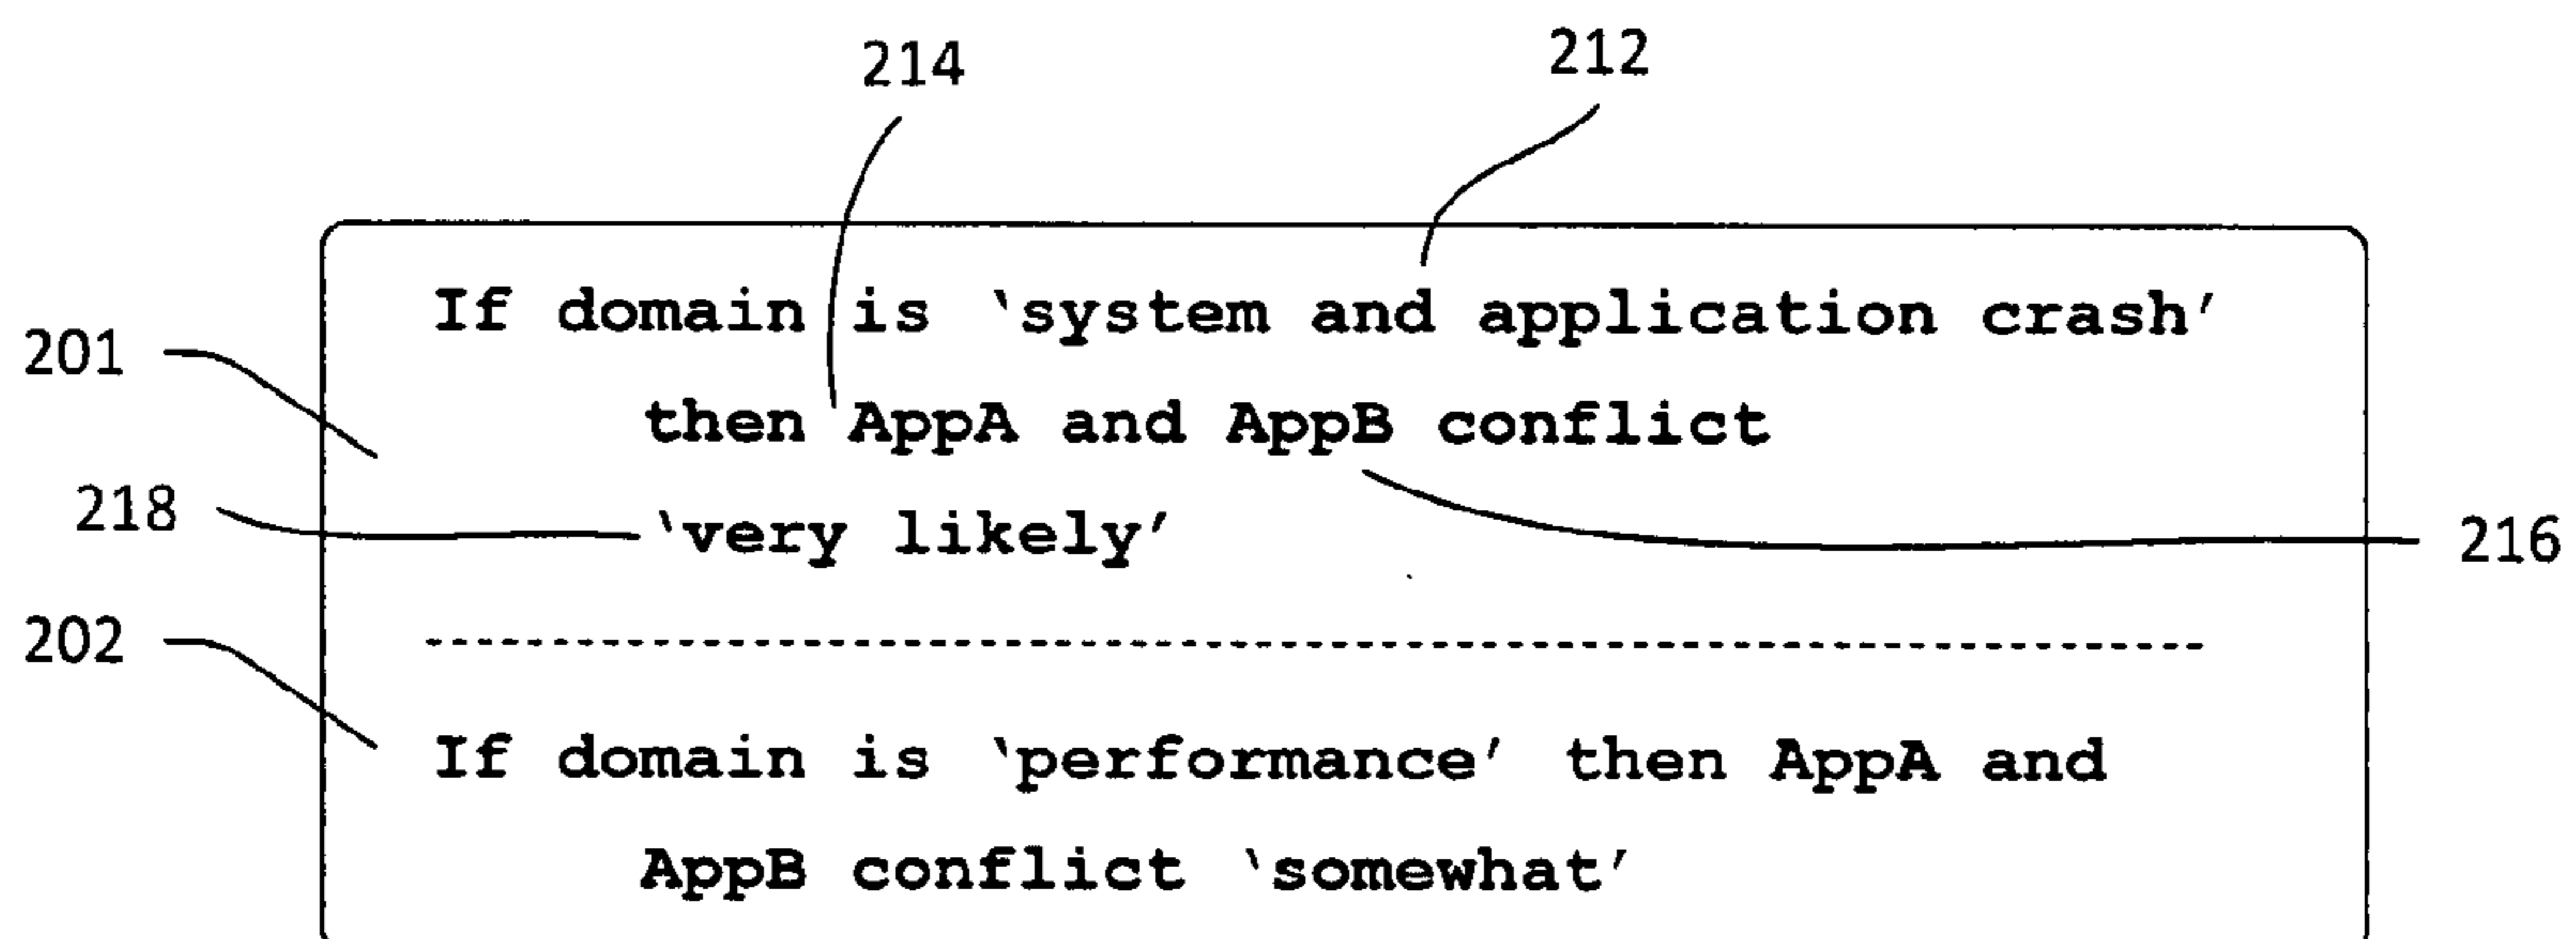 214
212
If domain is ‘system and application crash’
201
then AppA and AppB conflict
218
‘very likely’
216
202
If domain is ‘performance’ then AppA and
AppB conflict ‘somewhat’